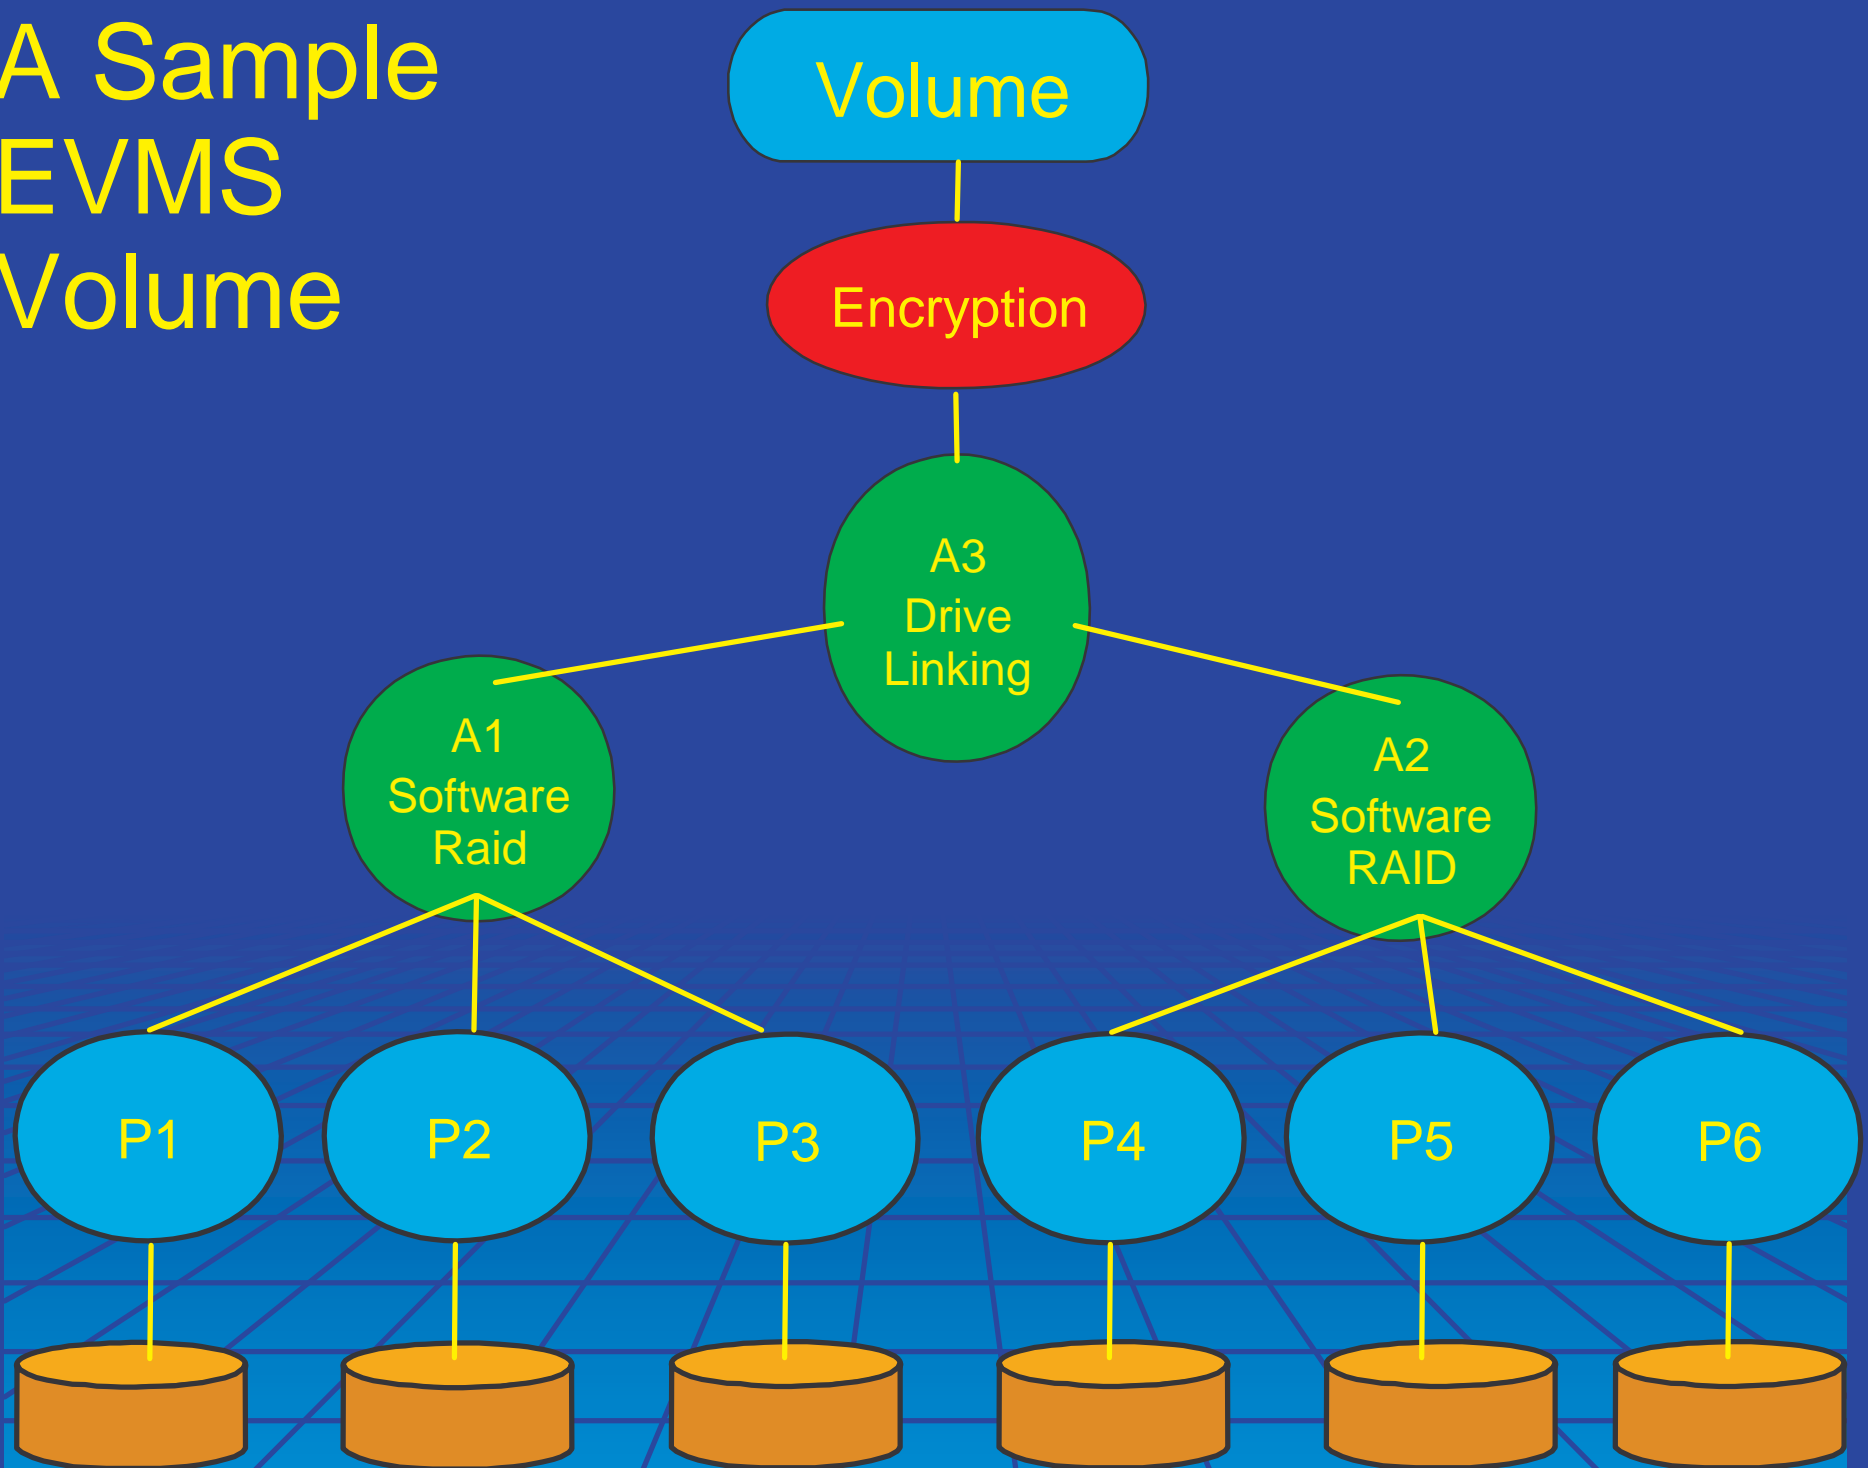 A Sample
EVMS
Volume
Volume
Encryption
A3
Drive
Linking
A1
Software
Raid
A2
Software
RAID
P1
P2
P3
P4
P5
P6